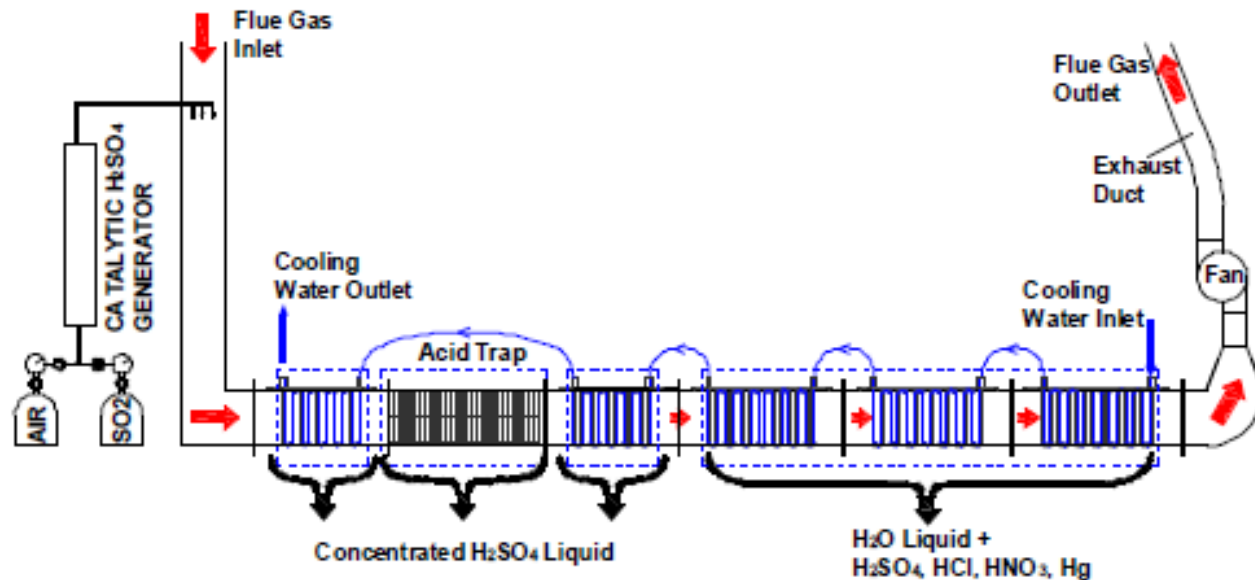 Flue Gas
Inlet
Flue Gas
Outlet
Exhaust
Duct
CATALYTIC H2SO4
GENERATOR
Cooling
Water Outlet
Fan
Cooling
Water Inlet
Acid Trap
AIR
SO2
Concentrated H2SO4 Liquid
H2O Liquid +
H2SO4, HCl, HNO3, Hg